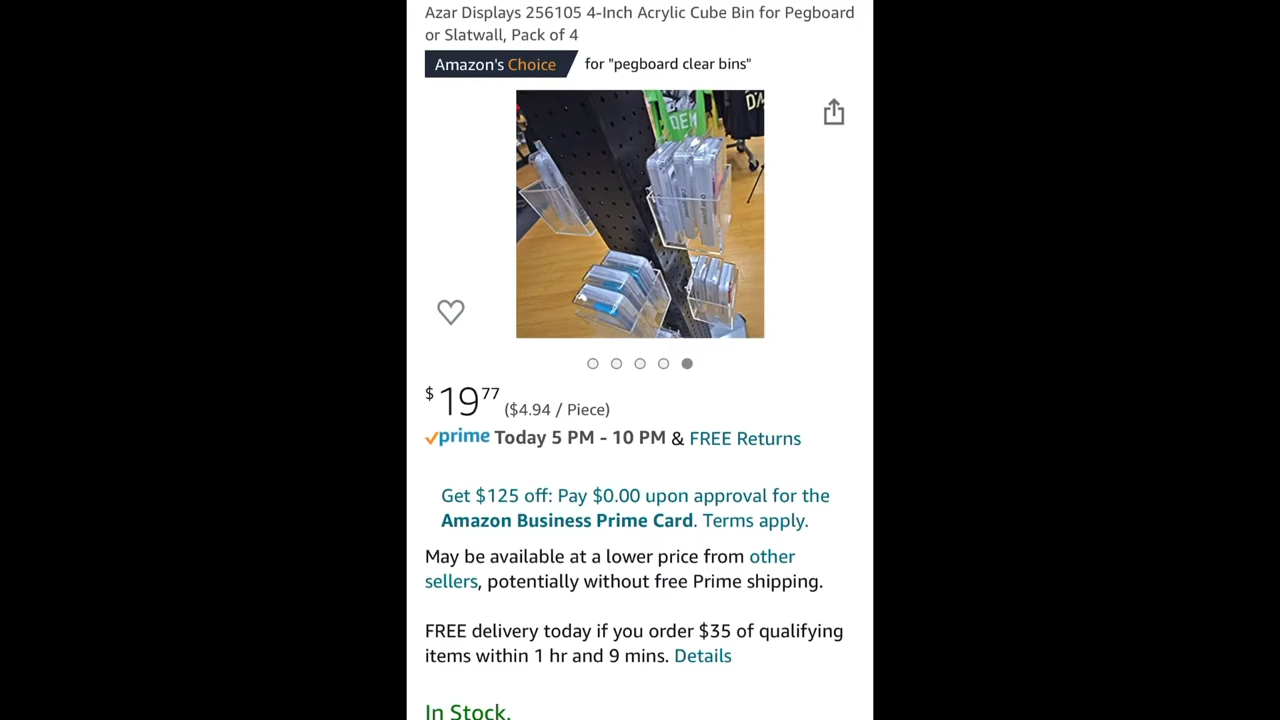 Azar Displays 256105 4-Inch Acrylic Cube Bin for Pegboard
or Slatwall, Pack of 4
Amazon's Choice for "pegboard clear bins"
DEM
$19.77 ($4.94 / Piece)
prime Today 5 PM - 10 PM & FREE Returns
Get $125 off: Pay $0.00 upon approval for the
Amazon Business Prime Card. Terms apply.
May be available at a lower price from other
sellers, potentially without free Prime shipping.
FREE delivery today if you order $35 of qualifying
items within 1 hr and 9 mins. Details
In Stock.